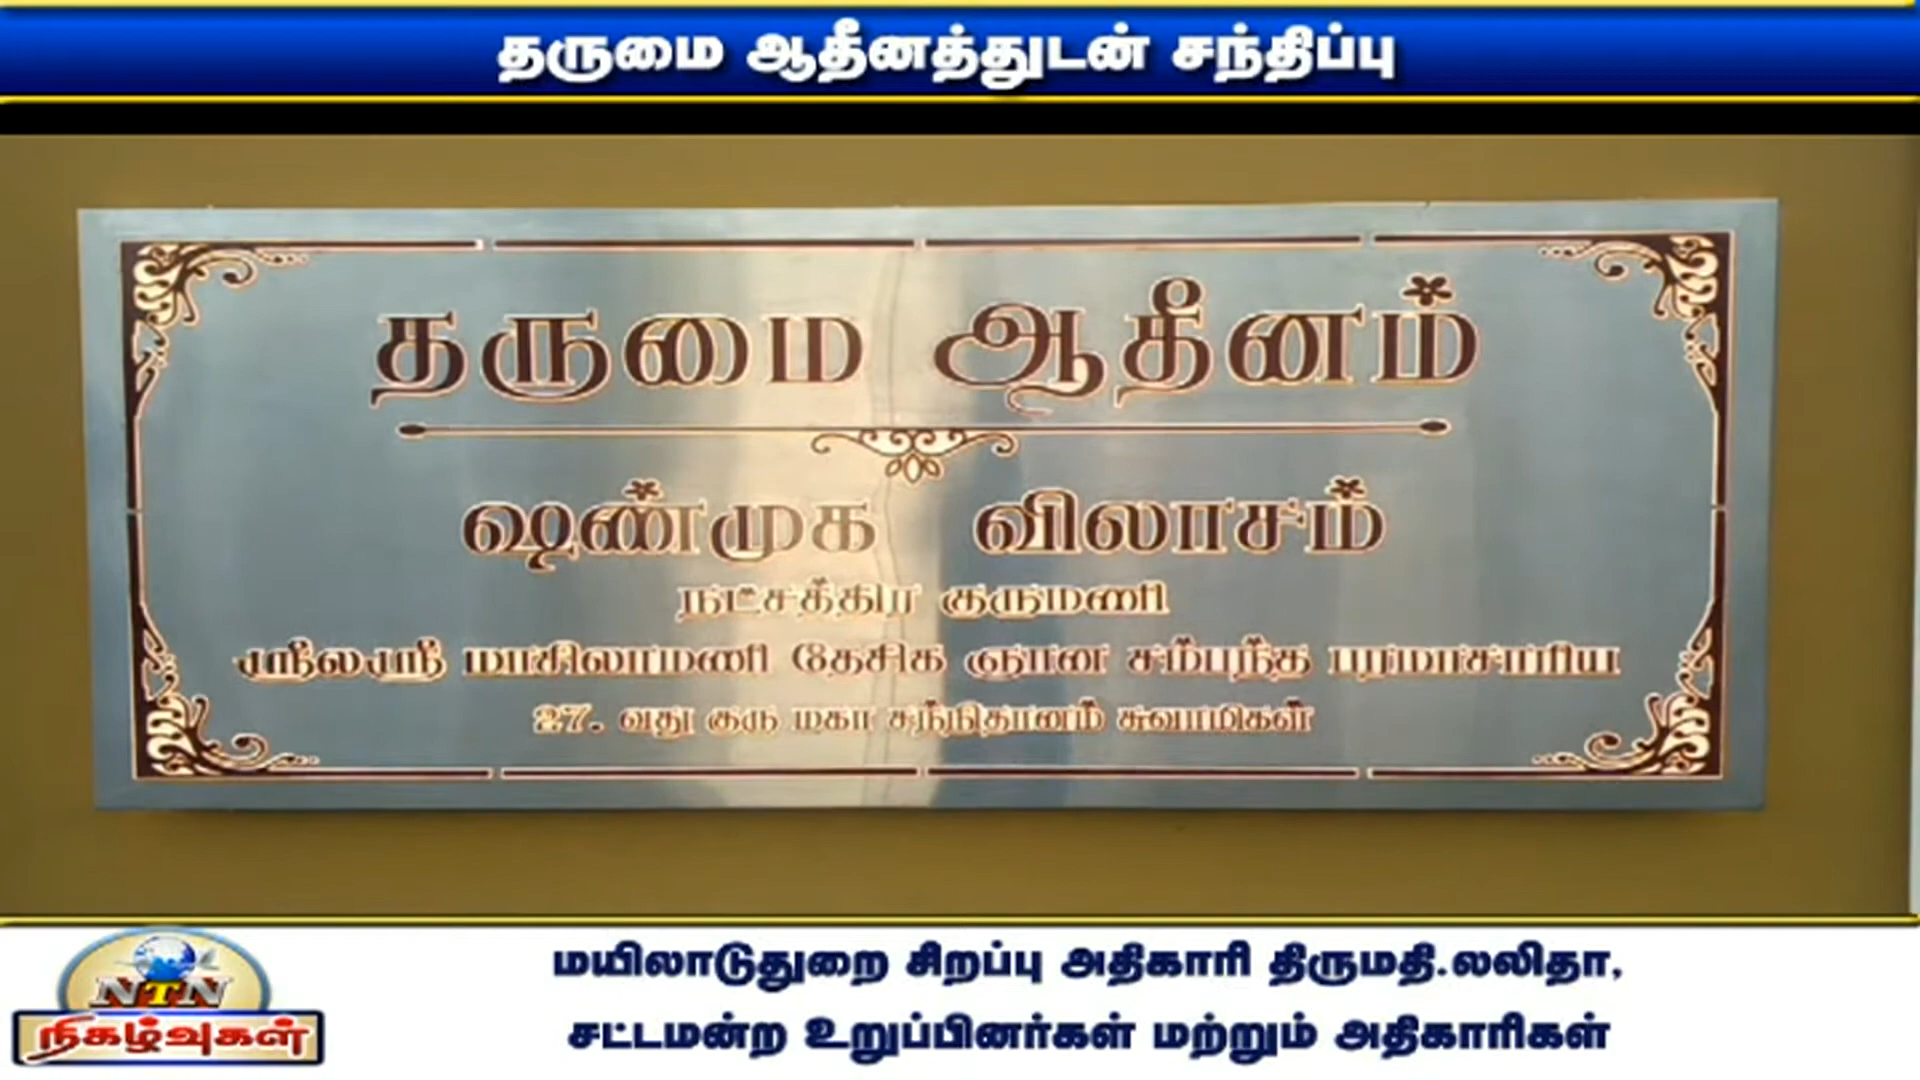 தருமை ஆதீனத்துடன் சந்திப்பு
தருமை ஆதீனம்
ஷண்முக விலாசம்
நட்சத்திர குருமணி
ஸ்ரீலஸ்ரீ மாசிலாமணி தேசிக ஞான சம்பந்த பரமாசாரிய
27. வது குரு மகா சந்நிதானம் சுவாமிகள்
மயிலாடுதுறை சிறப்பு அதிகாரி திருமதி.லலிதா,
சட்டமன்ற உறுப்பினர்கள் மற்றும் அதிகாரிகள்
NTN
நிகழ்வுகள்